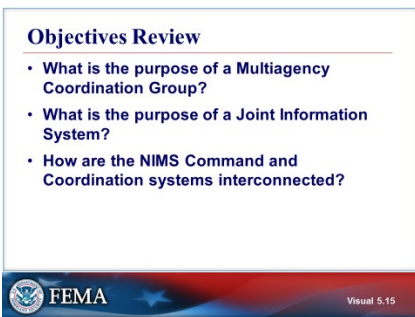 Objectives Review
• What is the purpose of a Multiagency
Coordination Group?
• What is the purpose of a Joint Information
System?
• How are the NIMS Command and
Coordination systems interconnected?
FEMA
Visual 5.15